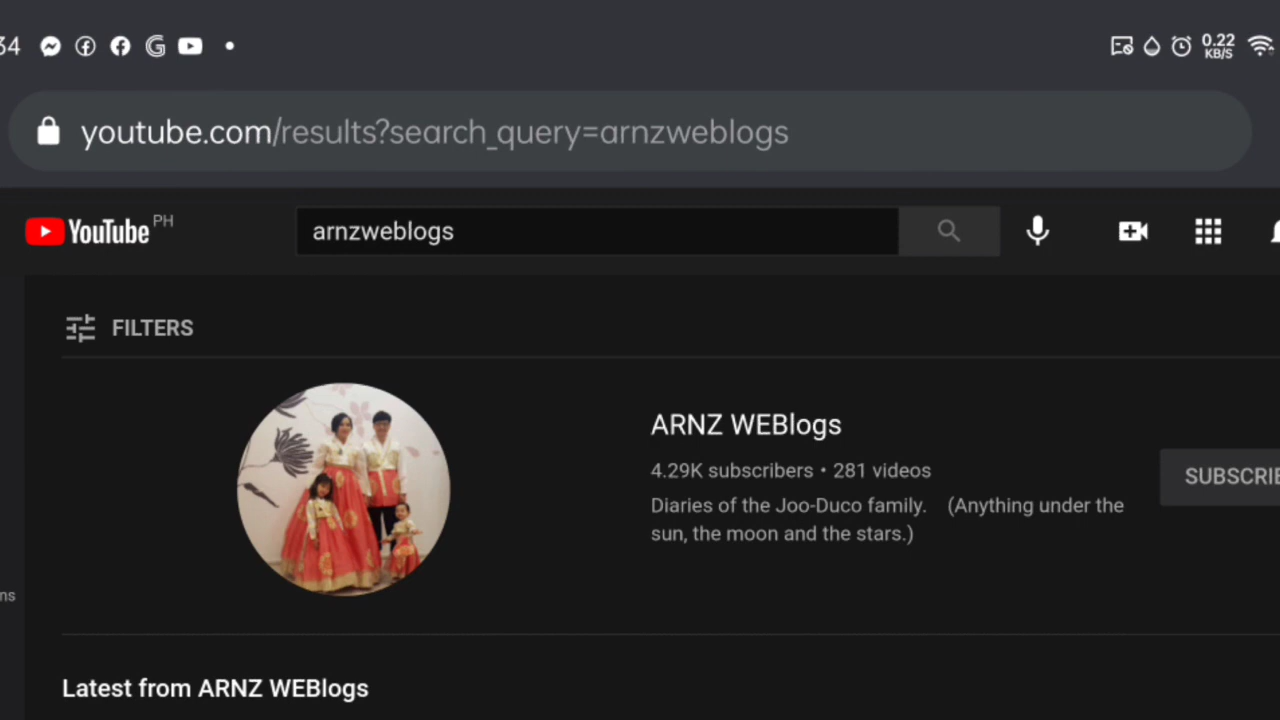 34
0.22
KB/S
youtube.com/results?search_query=arnzweblogs
YouTube PH
arnzweblogs
FILTERS
ARNZ WEBlogs
4.29K subscribers • 281 videos
SUBSCRIBE
Diaries of the Joo-Duco family. (Anything under the
sun, the moon and the stars.)
ns
Latest from ARNZ WEBlogs